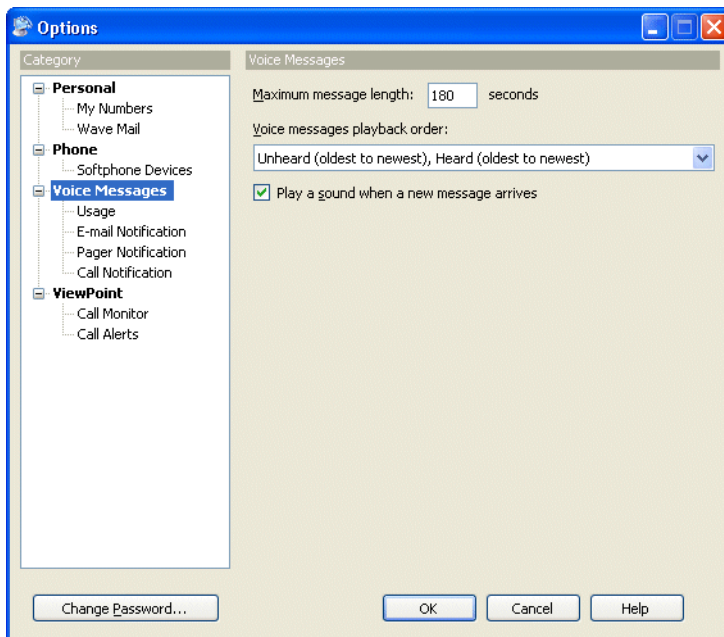 Options
Category
Voice Messages
Personal
My Numbers
Wave Mail
Phone
Softphone Devices
Voice Messages
Usage
E-mail Notification
Pager Notification
Call Notification
ViewPoint
Call Monitor
Call Alerts
Maximum message length: 180 seconds
Voice messages playback order:
Unheard (oldest to newest), Heard (oldest to newest)
Play a sound when a new message arrives
Change Password... OK Cancel Help